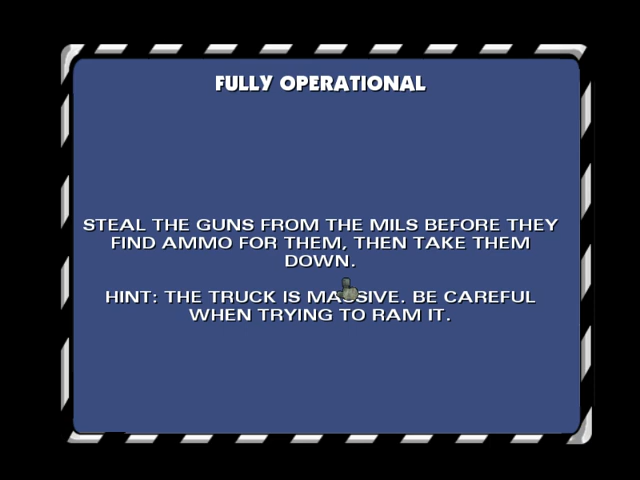 FULLY OPERATIONAL
STEAL THE GUNS FROM THE MILS BEFORE THEY
FIND AMMO FOR THEM, THEN TAKE THEM
DOWN.
HINT: THE TRUCK IS MASSIVE. BE CAREFUL
WHEN TRYING TO RAM IT.